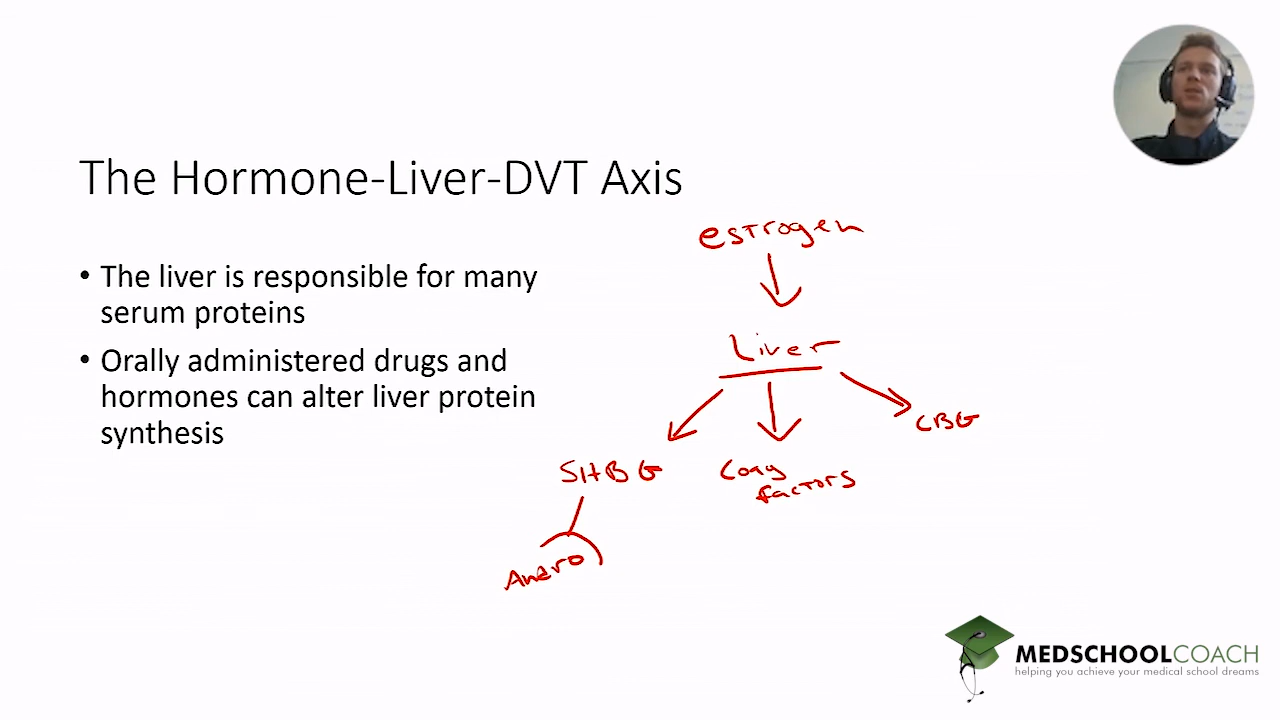 The Hormone-Liver-DVT Axis
• The liver is responsible for many
serum proteins
• Orally administered drugs and
hormones can alter liver protein
synthesis
estrogen
Liver
SHBG
Coag
factors
CBG
Andro
MEDSCHOOLCOACH
helping you achieve your medical school dreams